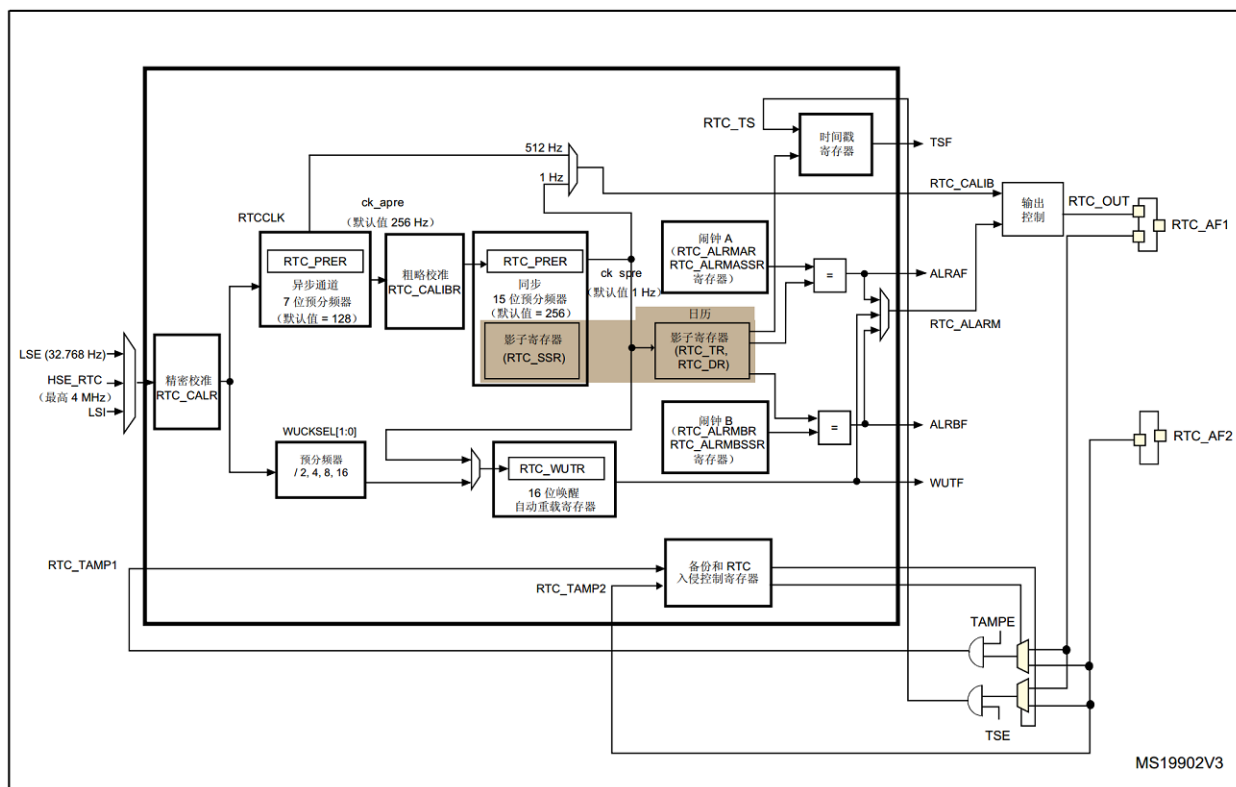 RTC_TS
时间戳
寄存器
TSF
512 Hz
1 Hz
RTC_CALIB
输出
控制
RTC_OUT
RTC_AF1
ck_apre
（默认值 256 Hz）
RTCCLK
RTC_PRER
异步通道
7 位预分频器
（默认值 = 128）
粗略校准
RTC_CALIBR
RTC_PRER
同步
15 位预分频器
（默认值 = 256）
ck_spre
（默认值 1 Hz）
闹钟 A
（RTC_ALRMAR
RTC_ALRMASSR
寄存器）
=
ALRAF
RTC_ALARM
日历
影子寄存器
(RTC_SSR)
影子寄存器
(RTC_TR,
RTC_DR)
LSE (32.768 Hz)
HSE_RTC
（最高 4 MHz）
LSI
精密校准
RTC_CALR
闹钟 B
（RTC_ALRMBR
RTC_ALRMBSSR
寄存器）
=
ALRBF
RTC_AF2
WUCKSEL[1:0]
预分频器
/ 2, 4, 8, 16
RTC_WUTR
16 位唤醒
自动重载寄存器
WUTF
RTC_TAMP1
RTC_TAMP2
备份和 RTC
入侵控制寄存器
TAMPE
TSE
MS19902V3